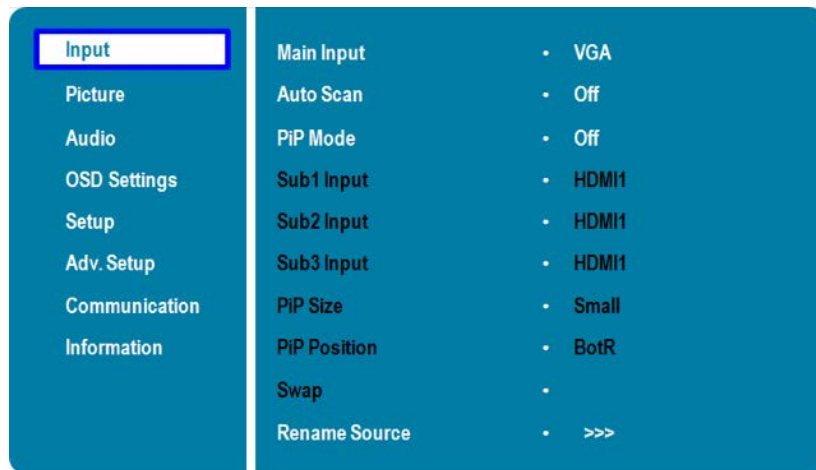 Input
Picture
Audio
OSD Settings
Setup
Adv. Setup
Communication
Information
Main Input • VGA
Auto Scan • Off
PiP Mode • Off
Sub1 Input • HDMI1
Sub2 Input • HDMI1
Sub3 Input • HDMI1
PiP Size • Small
PiP Position • BotR
Swap •
Rename Source • >>>